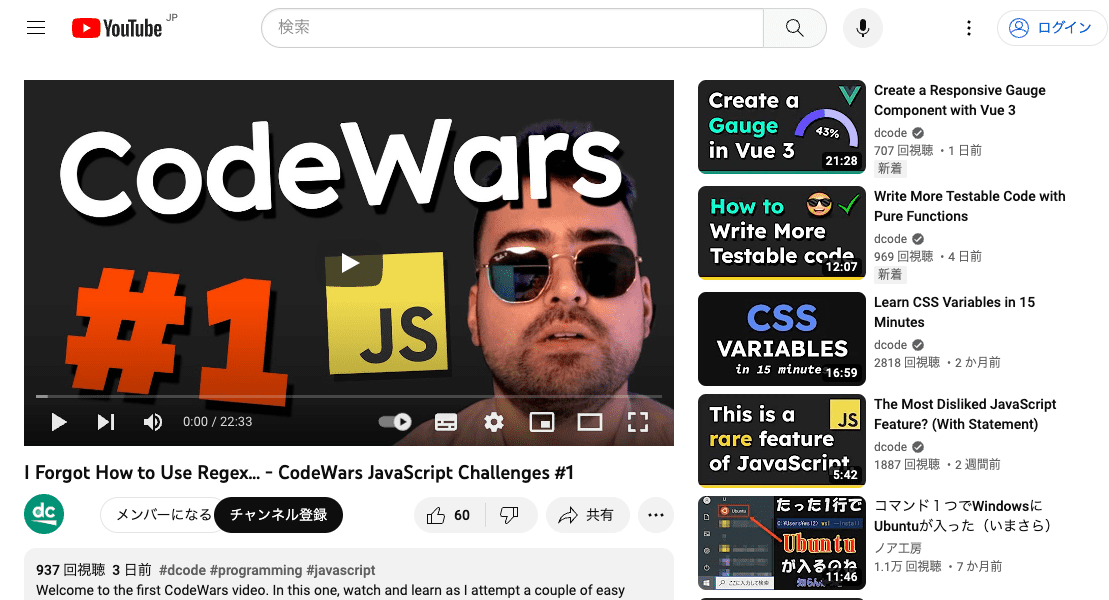 YouTube JP
検索
ログイン
CodeWars
#1
JS
0:00 / 22:33
I Forgot How to Use Regex... - CodeWars JavaScript Challenges #1
dc
メンバーになる
チャンネル登録
60
共有
937 回視聴 3 日前 #dcode #programming #javascript
Welcome to the first CodeWars video. In this one, watch and learn as I attempt a couple of easy
Create a
Gauge
in Vue 3
43%
21:28
Create a Responsive Gauge
Component with Vue 3
dcode
707 回視聴 ・1 日前
新着
How to
Write More
Testable code
12:07
Write More Testable Code with
Pure Functions
dcode
969 回視聴 ・4 日前
新着
CSS
VARIABLES
in 15 minutes
16:59
Learn CSS Variables in 15
Minutes
dcode
2818 回視聴 ・2 か月前
This is a
rare feature
of JavaScript
JS
5:42
The Most Disliked JavaScript
Feature? (With Statement)
dcode
1887 回視聴 ・2 週間前
たった1行で
Ubuntu
Ubuntu
が入るのね
11:46
コマンド１つでWindowsに
Ubuntuが入った（いまさら）
ノア工房
1.1万 回視聴 ・7 か月前